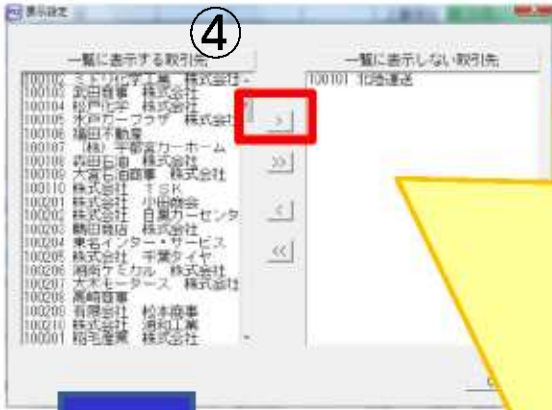 表示設定
④
一覧に表示する取引先
一覧に表示しない取引先
100102 ミトリ化学工業 株式会社
100103 武田商事 株式会社
100104 松戸化学 株式会社
100105 水戸カープラザ 株式会社
100106 福田不動産
100107 (株) 宇都宮カーホーム
100108 森田石油 株式会社
100109 大宮石油商事 株式会社
100110 株式会社 TSK
100201 株式会社 小田商会
100202 株式会社 目黒カーセンタ
100203 鶴田商店 株式会社
100204 東名インター・サービス
100205 株式会社 千葉タイヤ
100206 湘南ケミカル 株式会社
100207 大木モータース 株式会社
100208 高崎商事
100209 有限会社 松本商事
100210 株式会社 浦和工業
稲毛産業 株式会社
100101 北陸運送
>
>>
<
<<